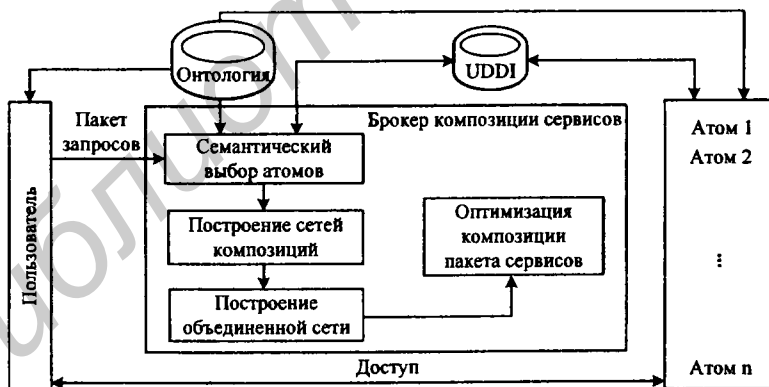 Онтология
UDDI
Пакет
запросов
Брокер композиции сервисов
Семантический
выбор атомов
Построение сетей
композиций
Построение
объединенной сети
Оптимизация
композиции
пакета сервисов
Пользователь
Атом 1
Атом 2
...
Атом n
Доступ